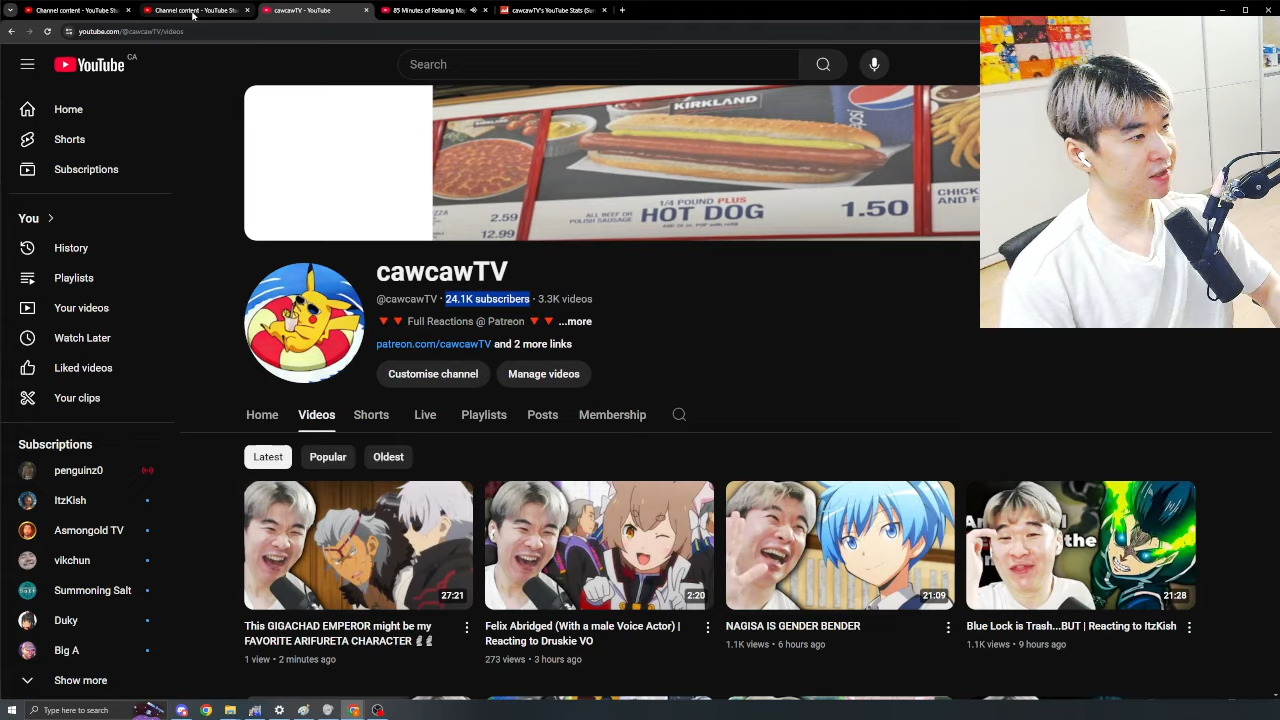 Channel content - YouTube Stu
Channel content - YouTube Stu
cawcawTV - YouTube
85 Minutes of Relaxing Ma
cawcawTV's YouTube Stats (Su
youtube.com/@cawcawTV/videos
YouTube CA
Search
Home
Shorts
Subscriptions
You
History
Playlists
Your videos
Watch Later
Liked videos
Your clips
Subscriptions
penguinz0
ItzKish
Asmongold TV
vikchun
Summoning Salt
Duky
Big A
Show more
KIRKLAND
pepsi
2.59
12.99
1/4 POUND PLUS
ALL BEEF OR
POLISH SAUSAGE
HOT DOG
1.50
CHICK
AND F
cawcawTV
@cawcawTV · 24.1K subscribers · 3.3K videos
🔻🔻 Full Reactions @ Patreon 🔻🔻 ...more
patreon.com/cawcawTV and 2 more links
Customise channel
Manage videos
Home Videos Shorts Live Playlists Posts Membership
Latest Popular Oldest
27:21
This GIGACHAD EMPEROR might be my
FAVORITE ARIFURETA CHARACTER
1 view • 2 minutes ago
2:20
Felix Abridged (With a male Voice Actor) |
Reacting to Druskie VO
273 views • 3 hours ago
21:09
NAGISA IS GENDER BENDER
1.1K views • 6 hours ago
the
21:28
Blue Lock is Trash...BUT | Reacting to ItzKish
1.1K views • 9 hours ago
Type here to search